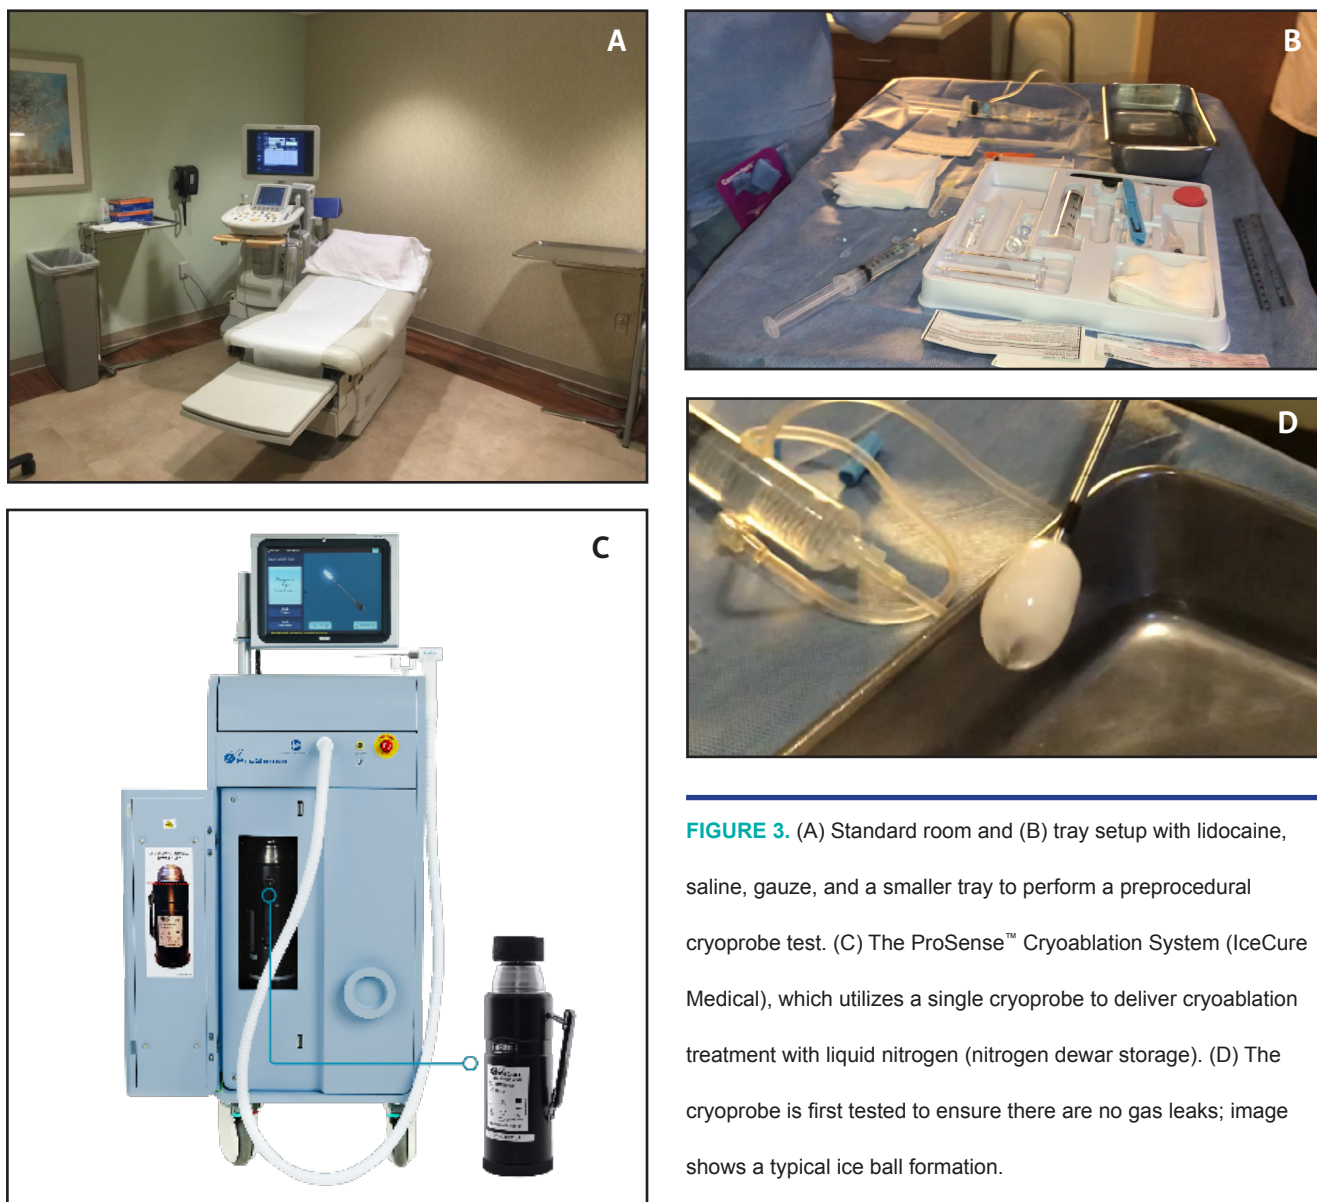 A
B
C
D
FIGURE 3. (A) Standard room and (B) tray setup with lidocaine,
saline, gauze, and a smaller tray to perform a preprocedural
cryoprobe test. (C) The ProSense™ Cryoablation System (IceCure
Medical), which utilizes a single cryoprobe to deliver cryoablation
treatment with liquid nitrogen (nitrogen dewar storage). (D) The
cryoprobe is first tested to ensure there are no gas leaks; image
shows a typical ice ball formation.